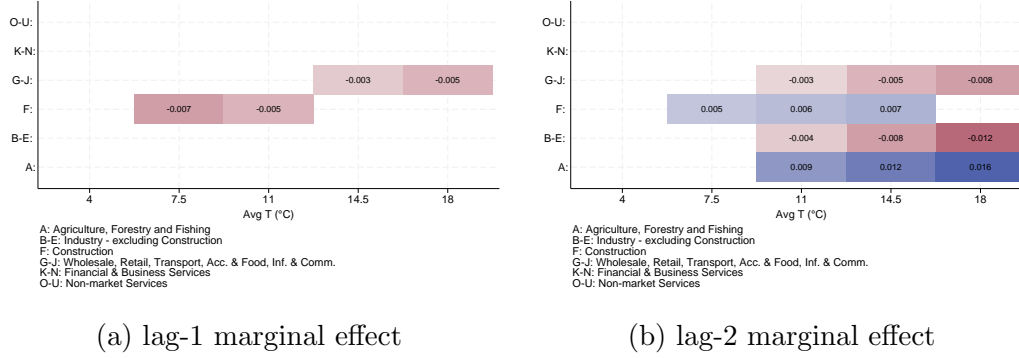 O-U:
K-N:
G-J: -0.003 -0.005
F: -0.007 -0.005
B-E:
A:
4 7.5 11 14.5 18
Avg T (°C)
A: Agriculture, Forestry and Fishing
B-E: Industry - excluding Construction
F: Construction
G-J: Wholesale, Retail, Transport, Acc. & Food, Inf. & Comm.
K-N: Financial & Business Services
O-U: Non-market Services
(a) lag-1 marginal effect
O-U:
K-N:
G-J: -0.003 -0.005 -0.008
F: 0.005 0.006 0.007
B-E: -0.004 -0.008 -0.012
A: 0.009 0.012 0.016
4 7.5 11 14.5 18
Avg T (°C)
A: Agriculture, Forestry and Fishing
B-E: Industry - excluding Construction
F: Construction
G-J: Wholesale, Retail, Transport, Acc. & Food, Inf. & Comm.
K-N: Financial & Business Services
O-U: Non-market Services
(b) lag-2 marginal effect